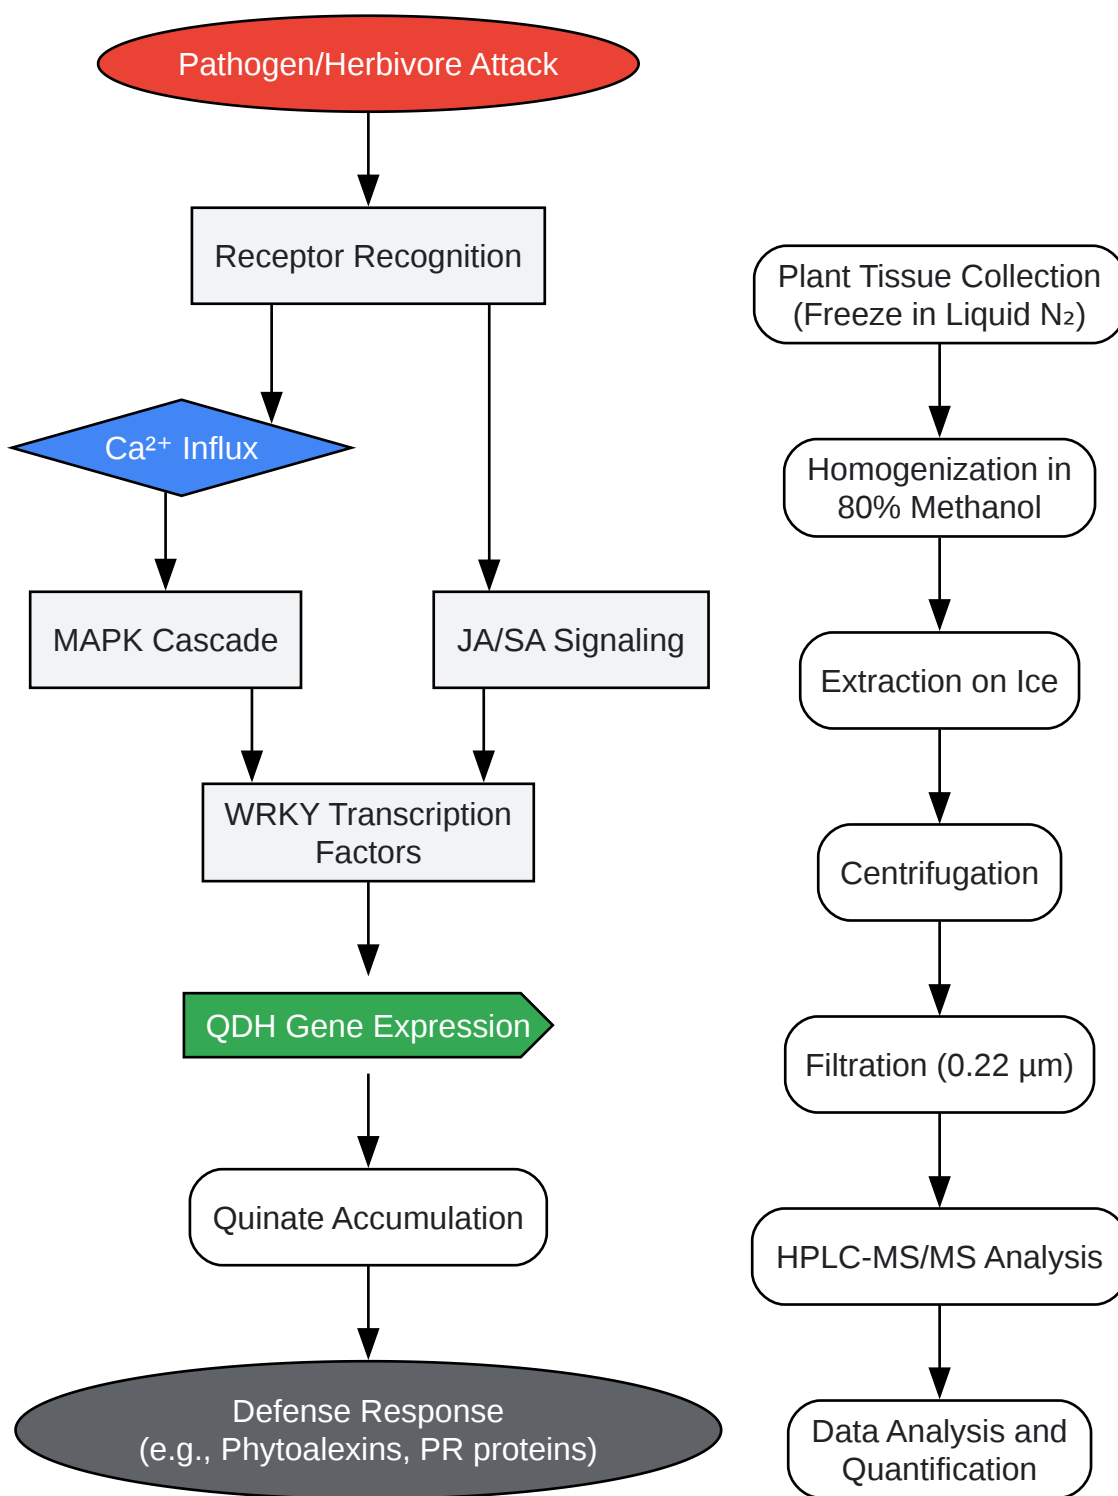 Pathogen/Herbivore Attack
Receptor Recognition
Ca²⁺ Influx
MAPK Cascade
JA/SA Signaling
WRKY Transcription
Factors
QDH Gene Expression
Quinate Accumulation
Defense Response
(e.g., Phytoalexins, PR proteins)
Plant Tissue Collection
(Freeze in Liquid N₂)
Homogenization in
80% Methanol
Extraction on Ice
Centrifugation
Filtration (0.22 µm)
HPLC-MS/MS Analysis
Data Analysis and
Quantification